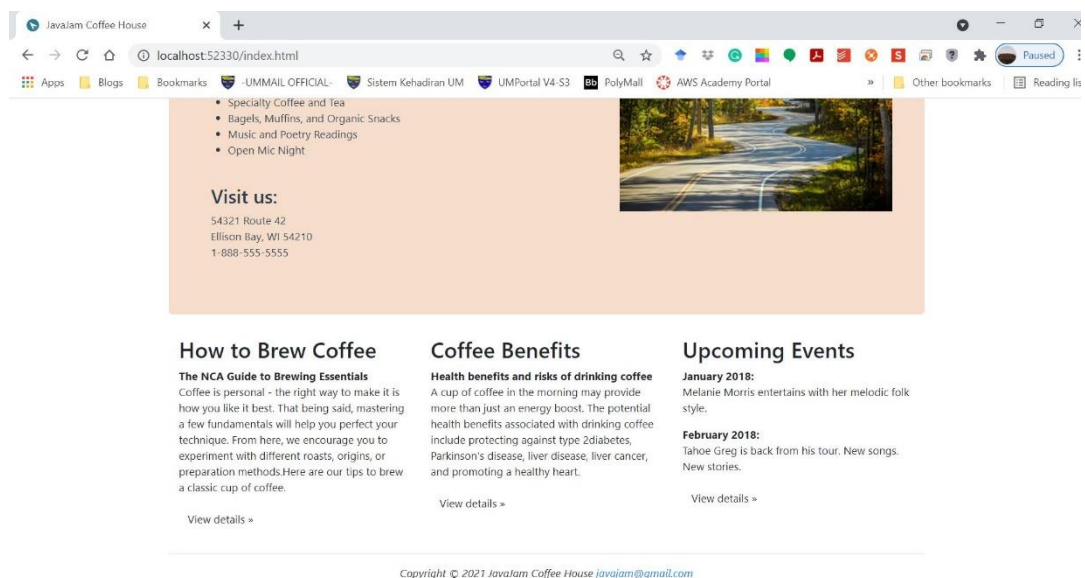 JavaJam Coffee House
localhost:52330/index.html
Paused
Apps
Blogs
Bookmarks
-UMMAIL OFFICIAL-
Sistem Kehadiran UM
UMPortal V4-S3
Bb PolyMall
AWS Academy Portal
»
Other bookmarks
Reading lis
Specialty Coffee and Tea
Bagels, Muffins, and Organic Snacks
Music and Poetry Readings
Open Mic Night
Visit us:
54321 Route 42
Ellison Bay, WI 54210
1-888-555-5555
How to Brew Coffee
The NCA Guide to Brewing Essentials
Coffee is personal - the right way to make it is
how you like it best. That being said, mastering
a few fundamentals will help you perfect your
technique. From here, we encourage you to
experiment with different roasts, origins, or
preparation methods.Here are our tips to brew
a classic cup of coffee.
View details »
Coffee Benefits
Health benefits and risks of drinking coffee
A cup of coffee in the morning may provide
more than just an energy boost. The potential
health benefits associated with drinking coffee
include protecting against type 2diabetes,
Parkinson's disease, liver disease, liver cancer,
and promoting a healthy heart.
View details »
Upcoming Events
January 2018:
Melanie Morris entertains with her melodic folk
style.
February 2018:
Tahoe Greg is back from his tour. New songs.
New stories.
View details »
Copyright © 2021 JavaJam Coffee House javajam@gmail.com